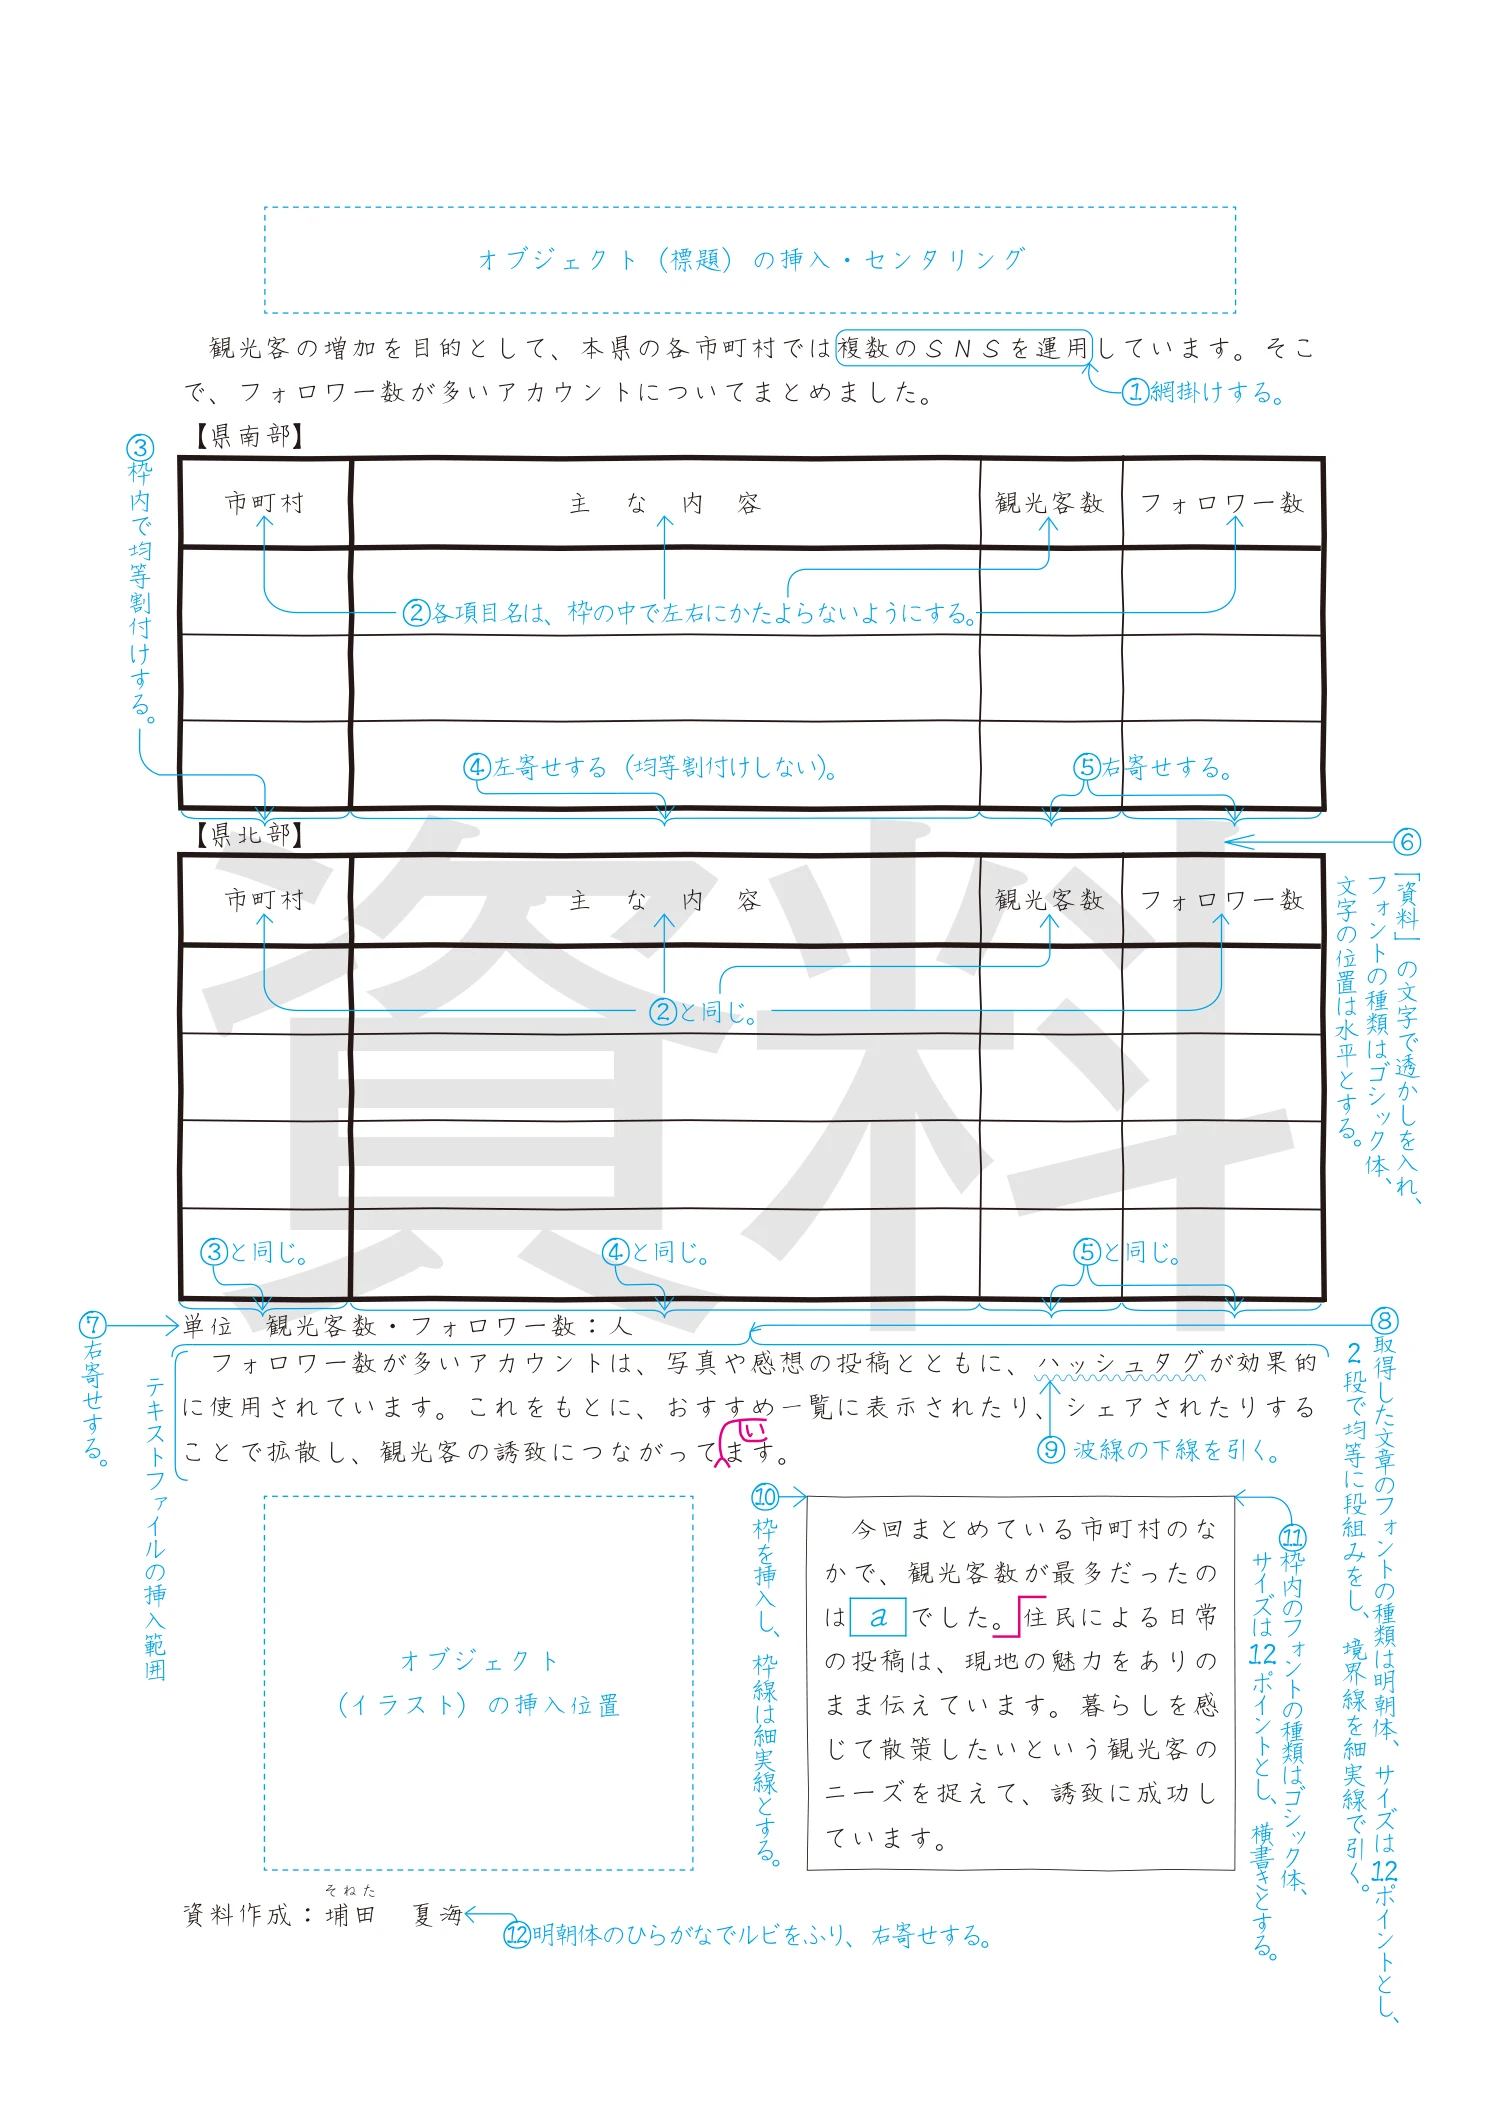 オブジェクト（標題）の挿入・センタリング
観光客の増加を目的として、本県の各市町村では複数のＳＮＳを運用しています。そこ
で、フォロワー数が多いアカウントについてまとめました。
①網掛けする。
【県南部】
③枠内で均等割付けする。
市町村　主　な　内　容　観光客数　フォロワー数
②各項目名は、枠の中で左右にかたよらないようにする。
④左寄せする（均等割付けしない）。
⑤右寄せする。
【県北部】
⑥「資料」の文字で透かしを入れ、
フォントの種類はゴシック体、
文字の位置は水平とする。
市町村　主　な　内　容　観光客数　フォロワー数
②と同じ。
資料
③と同じ。
④と同じ。
⑤と同じ。
⑦右寄せする。
単位　観光客数・フォロワー数：人
⑧取得した文章のフォントの種類は明朝体、サイズは12ポイントとし、
２段で均等に段組みをし、境界線を細実線で引く。
テキストファイルの挿入範囲
フォロワー数が多いアカウントは、写真や感想の投稿とともに、ハッシュタグが効果的
に使用されています。これをもとに、おすすめ一覧に表示されたり、シェアされたりする
い
ことで拡散し、観光客の誘致につながってます。
⑨波線の下線を引く。
オブジェクト
（イラスト）の挿入位置
⑩枠を挿入し、枠線は細実線とする。
今回まとめている市町村のな
かで、観光客数が最多だったの
は a でした。住民による日常
の投稿は、現地の魅力をありの
まま伝えています。暮らしを感
じて散策したいという観光客の
ニーズを捉えて、誘致に成功し
ています。
⑪枠内のフォントの種類はゴシック体、
サイズは12ポイントとし、横書きとする。
そねた
資料作成：埇田　夏海
⑫明朝体のひらがなでルビをふり、右寄せする。